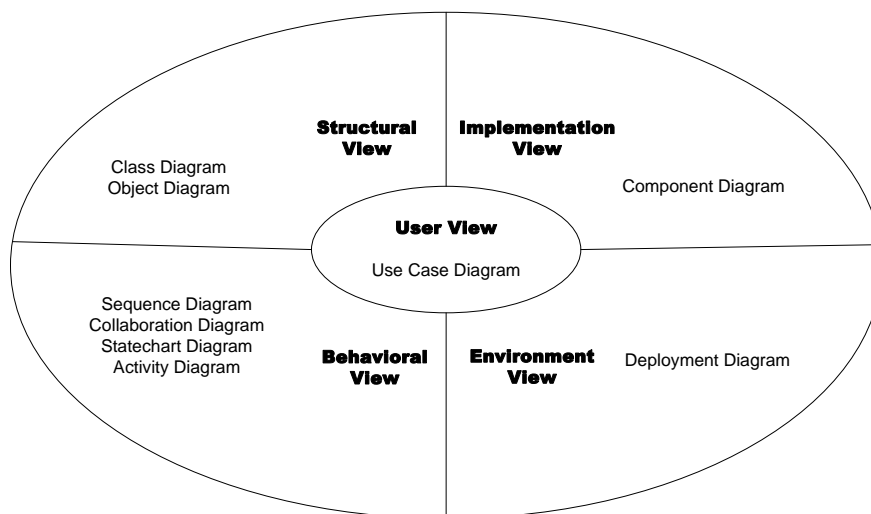 Structural
View
Class Diagram
Object Diagram
Implementation
View
Component Diagram
User View
Use Case Diagram
Sequence Diagram
Collaboration Diagram
Statechart Diagram
Activity Diagram
Behavioral
View
Environment
View
Deployment Diagram